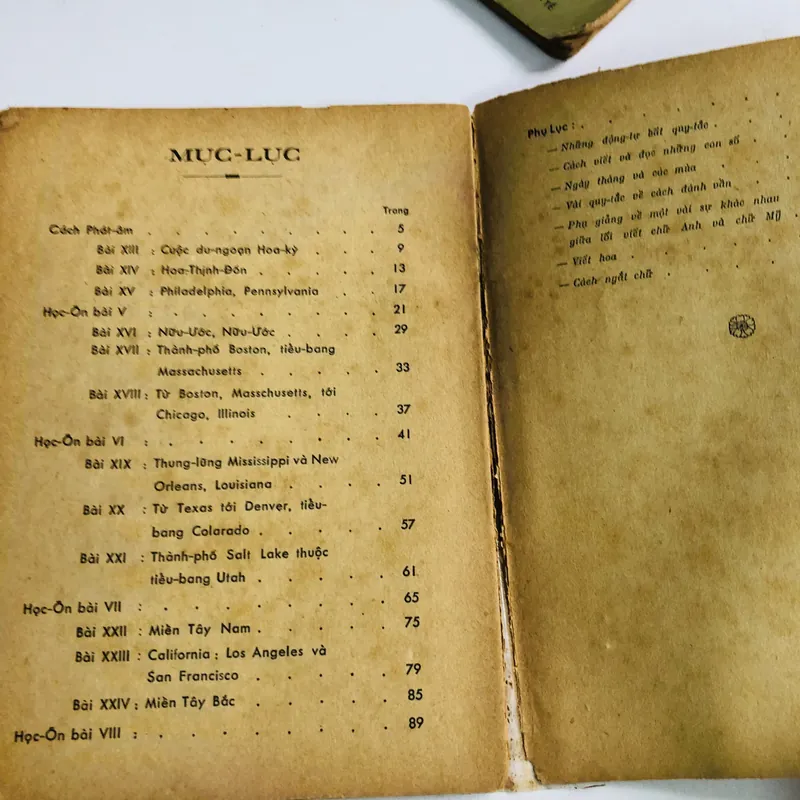 TẾ
MỤC-LỤC
Trang
Cách Phát-âm . . . . . . . . 5
Bài XIII : Cuộc du-ngoạn Hoa-kỳ . . . 9
Bài XIV : Hoa-Thịnh-Đốn . . . . . 13
Bài XV : Philadelphia, Pennsylvania . . 17
Học-Ôn bài V . . . . . . . . 21
Bài XVI : Nữu-Ước, Nữu-Ước . . . . 29
Bài XVII : Thành-phố Boston, tiều-bang
Massachusetts . . . . . 33
Bài XVIII : Từ Boston, Masschusetts, tới
Chicago, Illinois . . . . 37
Học-Ôn bài VI : . . . . . . . . 41
Bài XIX : Thung-lũng Mississippi và New
Orleans, Louisiana . . . . 51
Bài XX : Từ Texas tới Denver, tiều-
bang Colarado . . . . . 57
Bài XXI : Thành-phố Salt Lake thuộc
tiều-bang Utah . . . . . 61
Học-Ôn bài VII : . . . . . . . . 65
Bài XXII : Miền Tây Nam . . . . . 75
Bài XXIII : California : Los Angeles và
San Francisco . . . . . 79
Bài XXIV : Miền Tây Bắc . . . . . 85
Học-Ôn bài VIII : . . . . . . . . 89
Phụ Lục : . . . . .
— Những động-tự bất quy-tắc . . .
— Cách viết và đọc những con số . .
— Ngày tháng và các mùa . . .
— Vài quy-tắc về cách đánh vần . .
— Phụ giảng về một vài sự khác nhau
giữa lối viết chữ Anh và chữ Mỹ .
— Viết hoa . . . . .
— Cách ngắt chữ . . . .